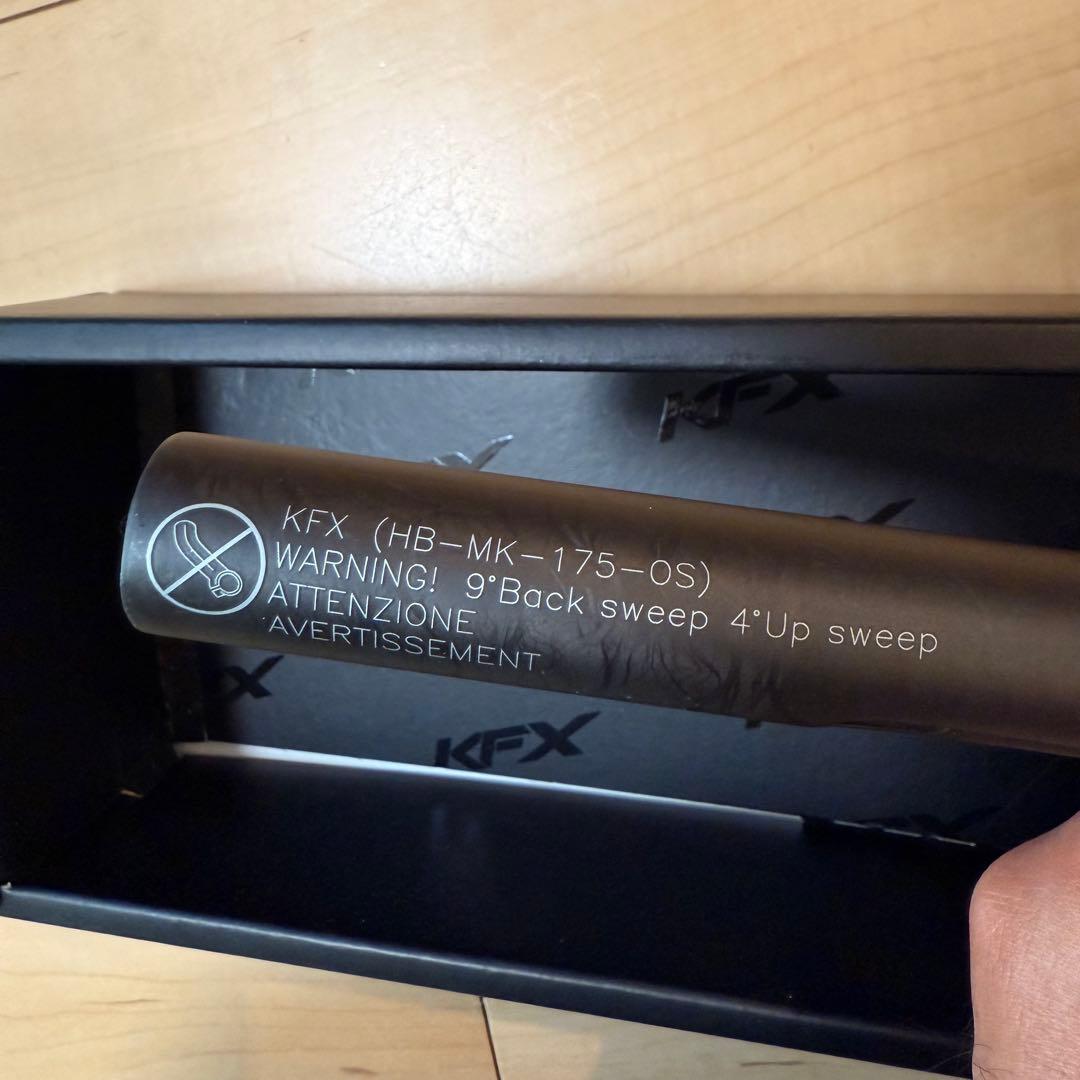 KFX
KFX (HB-MK-175-OS)
WARNING! 9°Back sweep 4°Up sweep
ATTENZIONE
AVERTISSEMENT
KFX